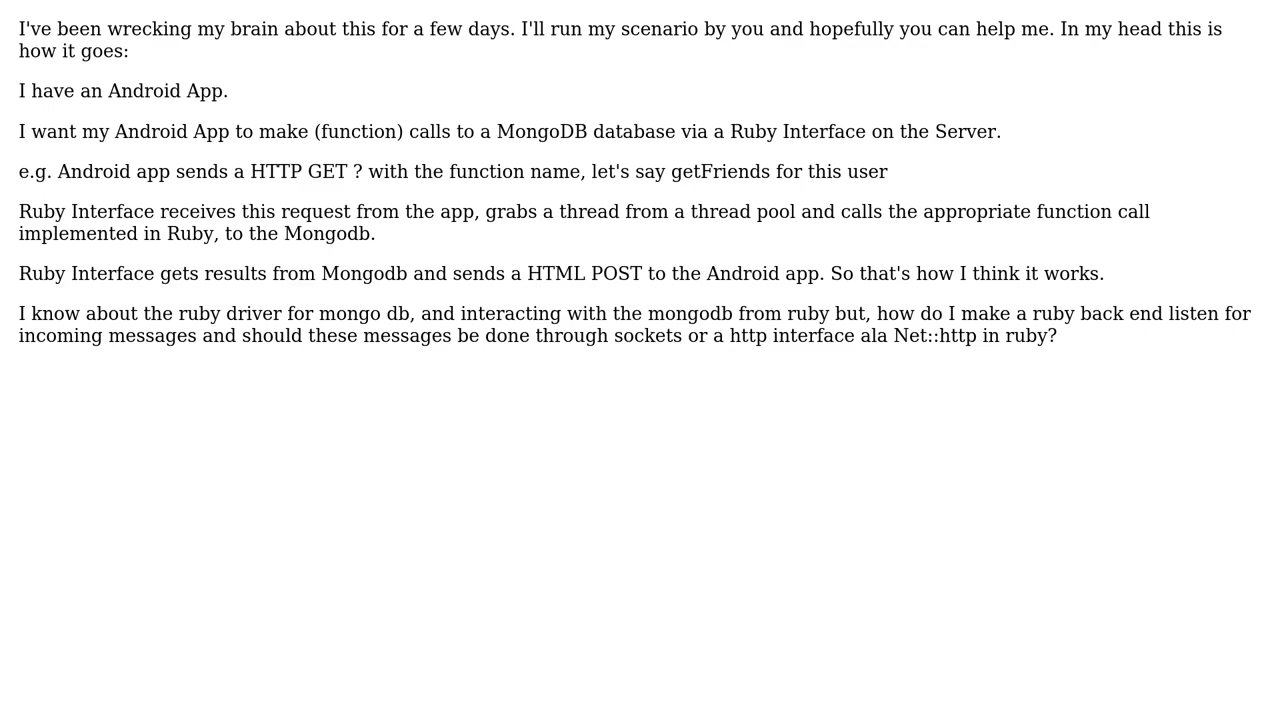 I've been wrecking my brain about this for a few days. I'll run my scenario by you and hopefully you can help me. In my head this is
how it goes:
I have an Android App.
I want my Android App to make (function) calls to a MongoDB database via a Ruby Interface on the Server.
e.g. Android app sends a HTTP GET ? with the function name, let's say getFriends for this user
Ruby Interface receives this request from the app, grabs a thread from a thread pool and calls the appropriate function call
implemented in Ruby, to the Mongodb.
Ruby Interface gets results from Mongodb and sends a HTML POST to the Android app. So that's how I think it works.
I know about the ruby driver for mongo db, and interacting with the mongodb from ruby but, how do I make a ruby back end listen for
incoming messages and should these messages be done through sockets or a http interface ala Net::http in ruby?